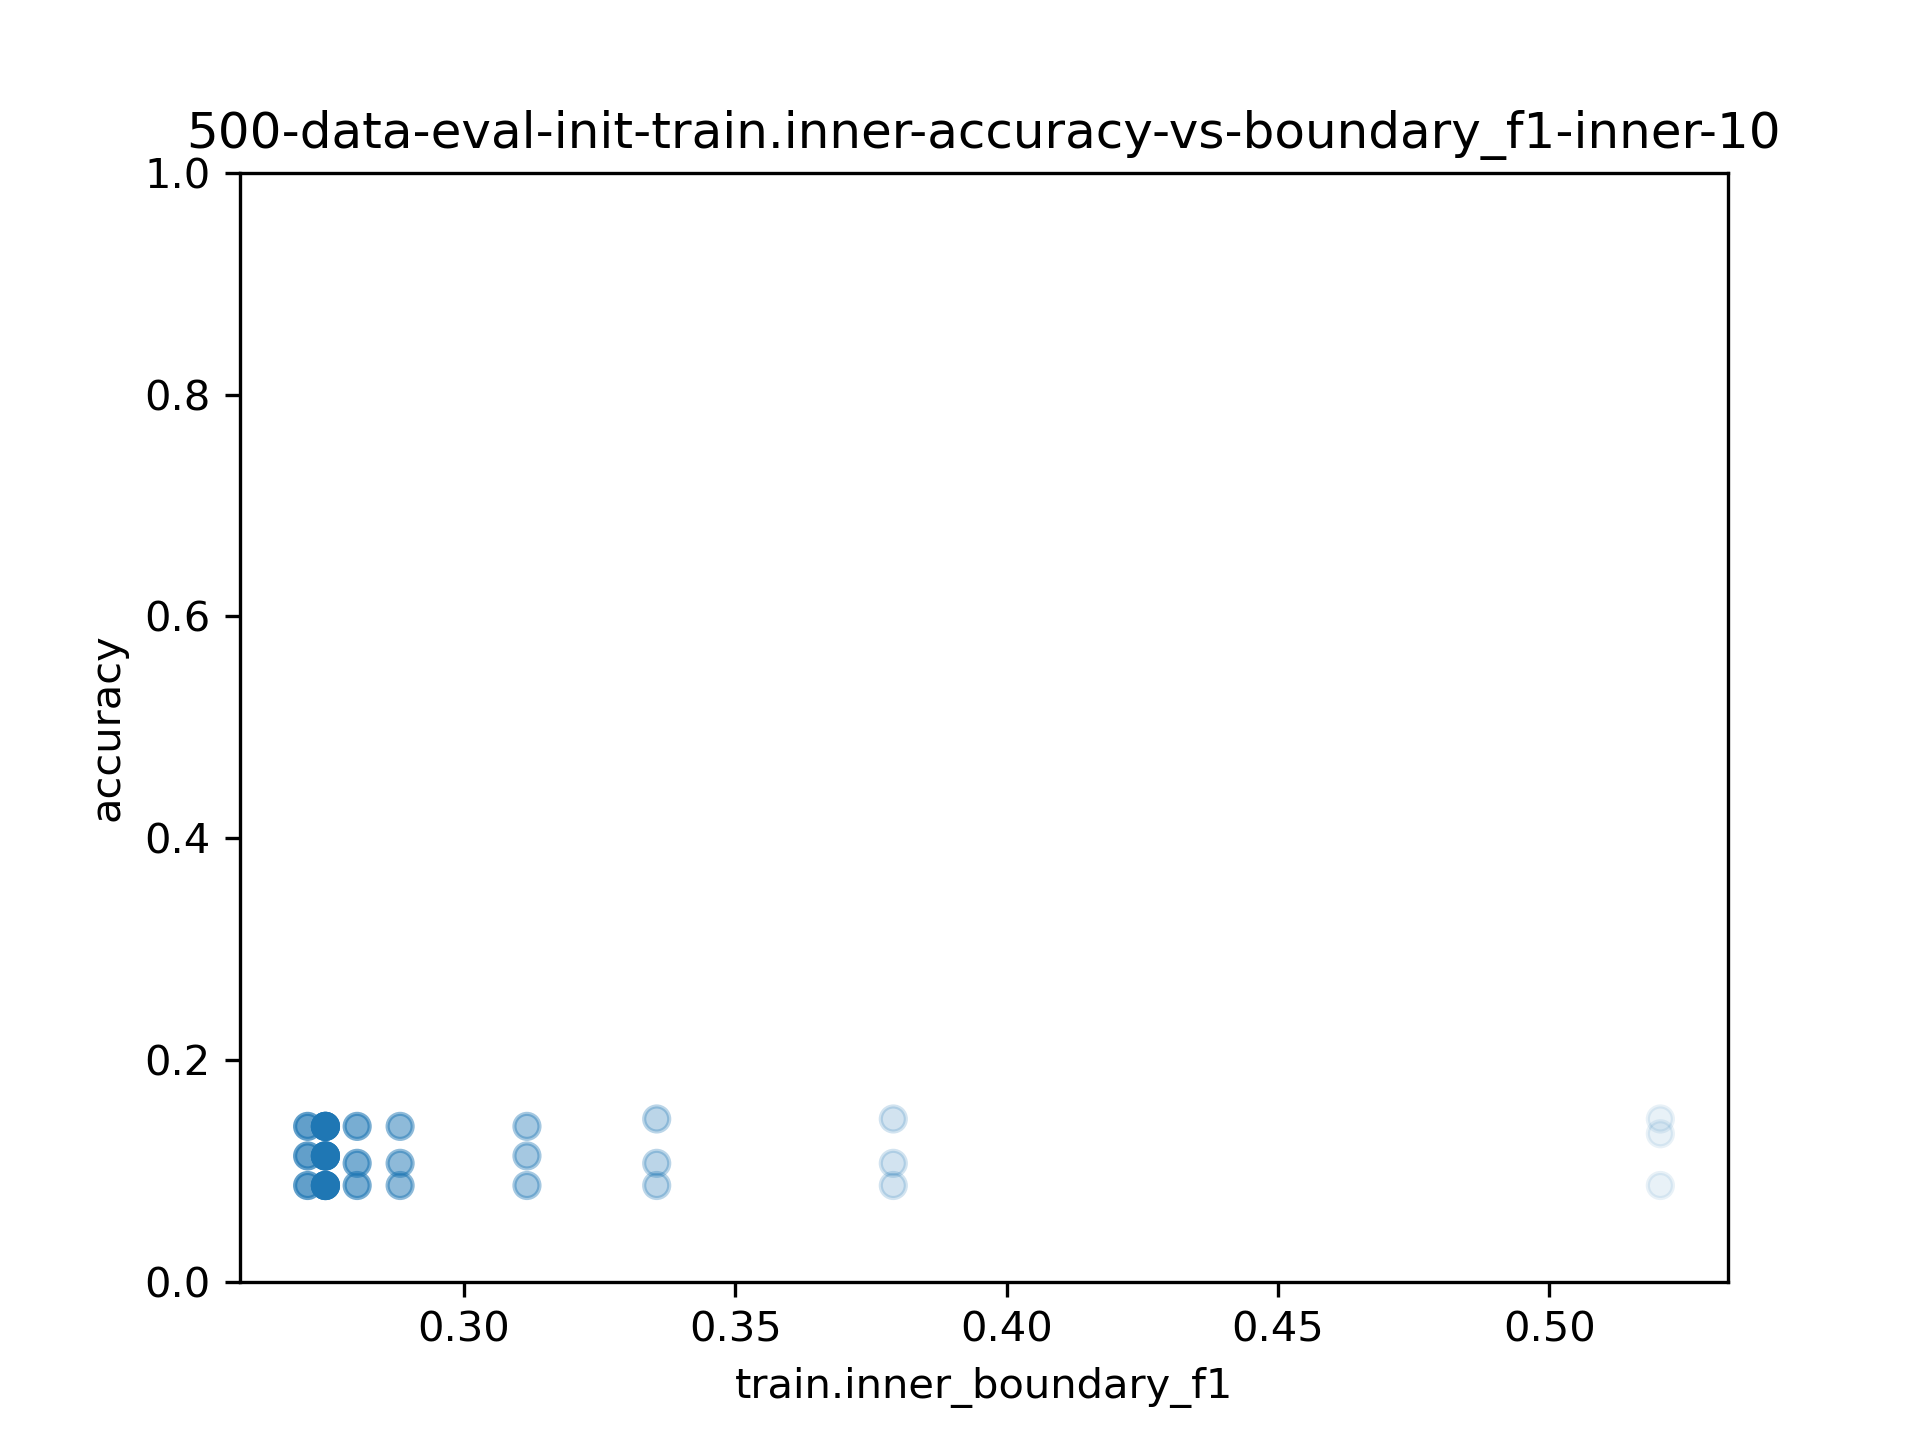 500-data-eval-init-train.inner-accuracy-vs-boundary_f1-inner-10
1.0
0.8
0.6
0.4
0.2
0.0
accuracy
0.30 0.35 0.40 0.45 0.50
train.inner_boundary_f1